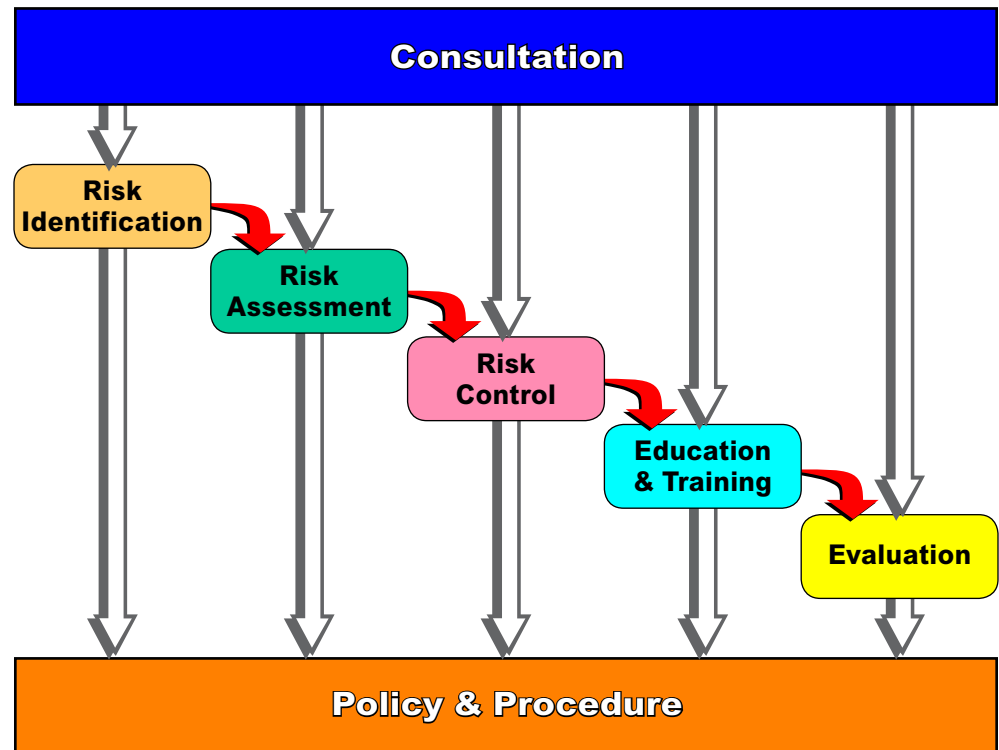 Consultation
Risk
Identification
Risk
Assessment
Risk
Control
Education
& Training
Evaluation
Policy & Procedure